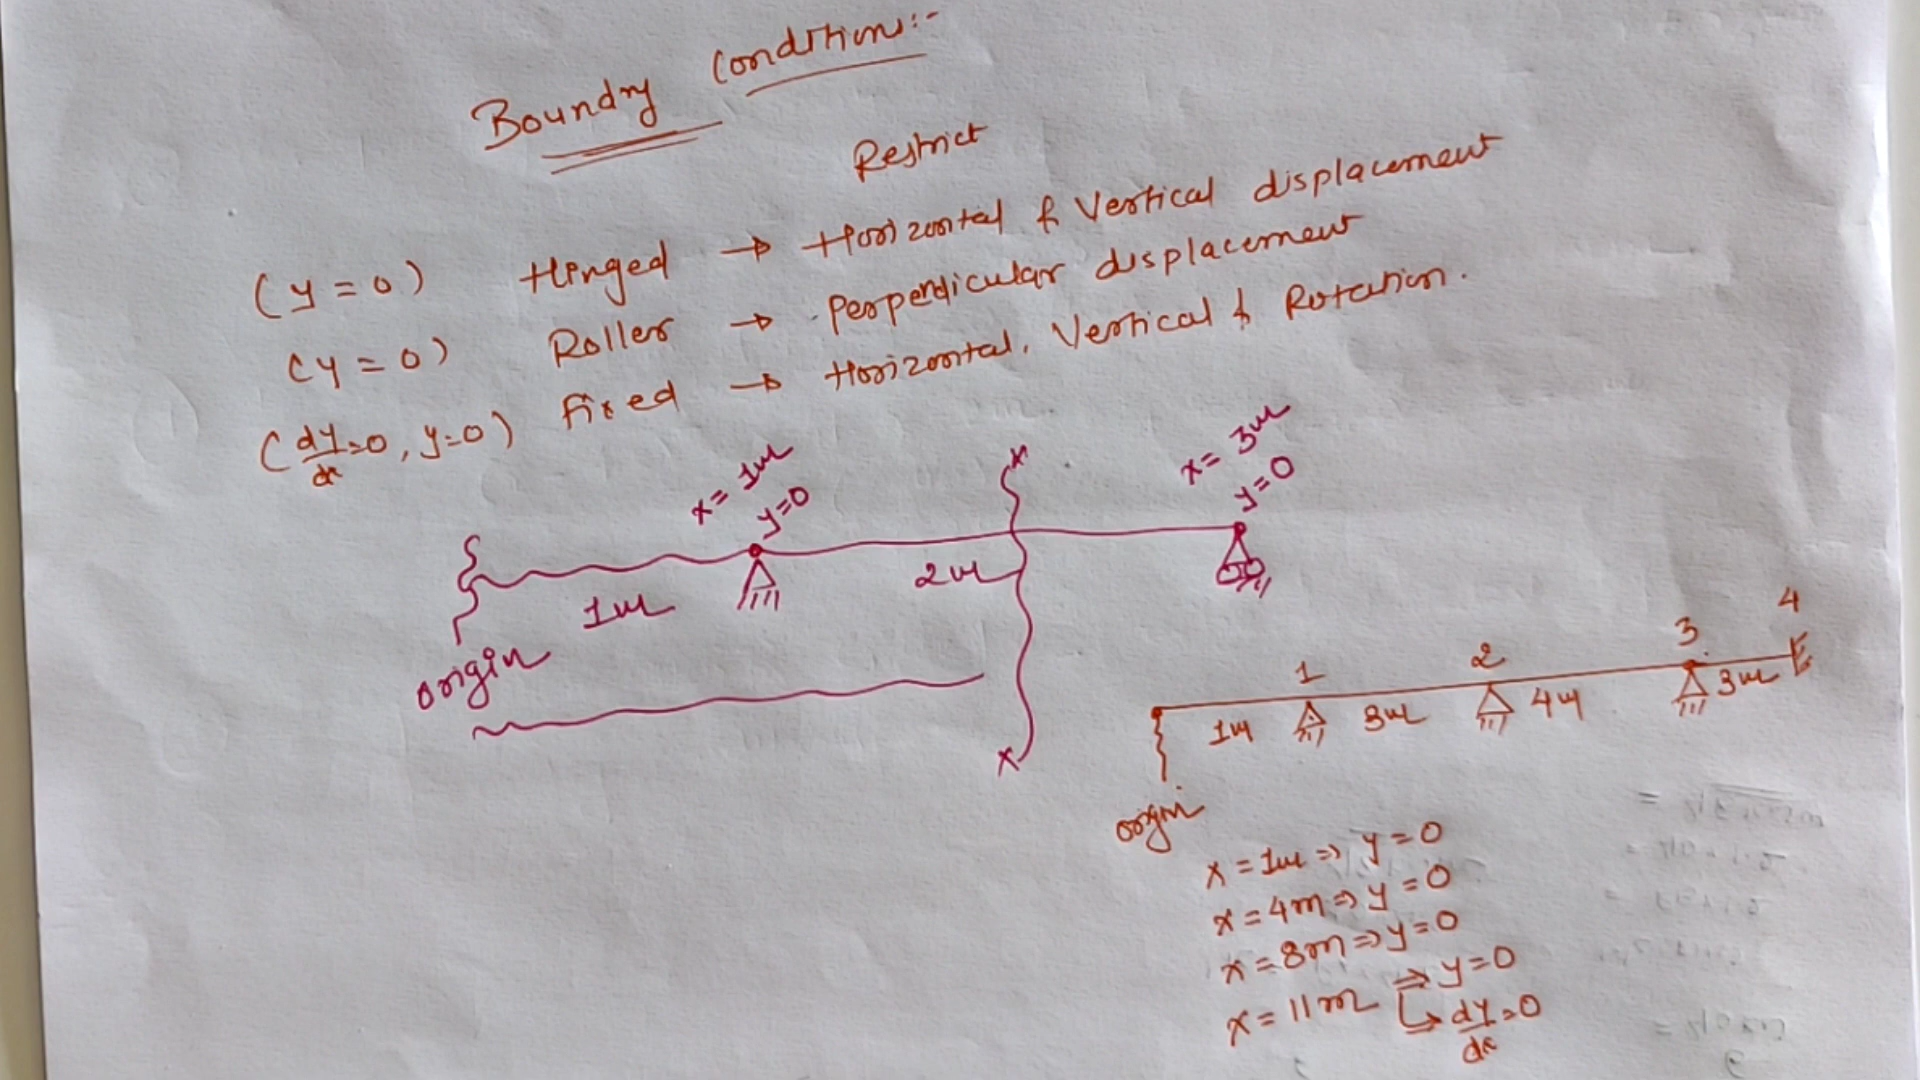 Boundry Conditions:-
Restrict
(y=0) Hinged → Horizontal & Vertical displacement
(y=0) Roller → Perpendicular displacement
(dy/dx=0, y=0) Fixed → Horizontal, Vertical & Rotation.
x= 1m
y=0
x
x= 3m
y=0
1m
2m
origin
x
1 2 3 4
1m 3m 4m 3m
origin
x=1m ⇒ y=0
x=4m ⇒ y=0
x=8m ⇒ y=0
x=11m ⇒ y=0
→ dy/dx=0